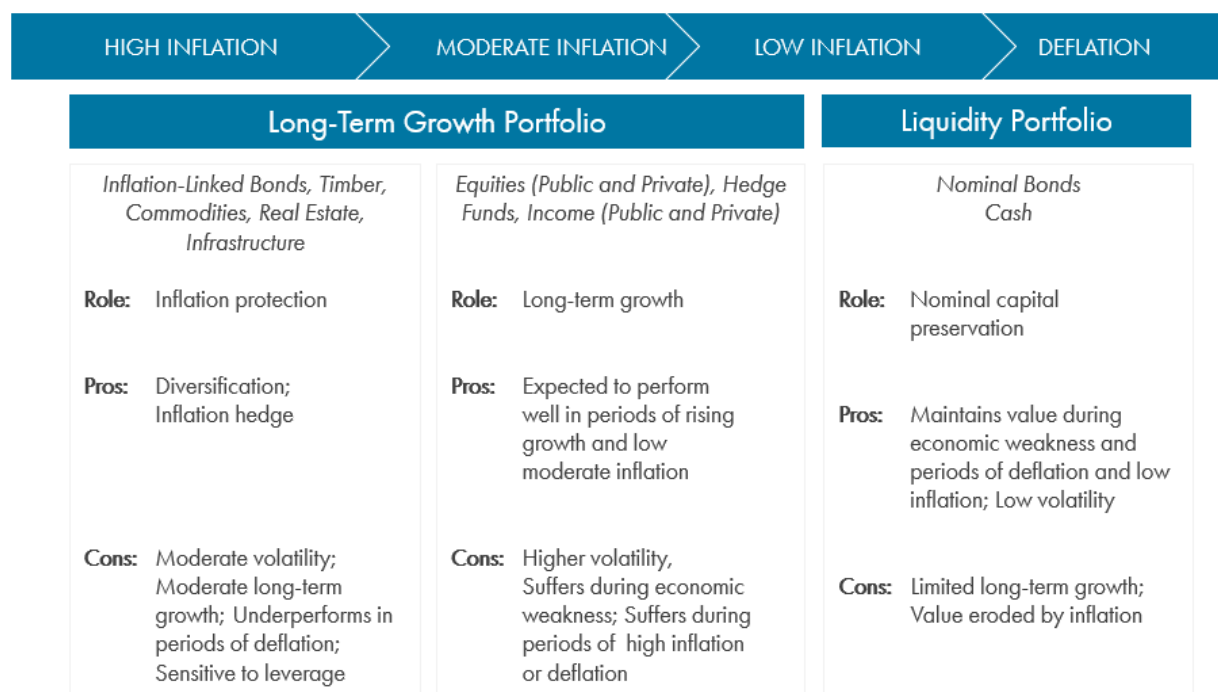 HIGH INFLATION
MODERATE INFLATION
LOW INFLATION
DEFLATION
Long-Term Growth Portfolio
Liquidity Portfolio
Inflation-Linked Bonds, Timber,
Commodities, Real Estate,
Infrastructure
Role: Inflation protection
Pros: Diversification;
Inflation hedge
Cons: Moderate volatility;
Moderate long-term
growth; Underperforms in
periods of deflation;
Sensitive to leverage
Equities (Public and Private), Hedge
Funds, Income (Public and Private)
Role: Long-term growth
Pros: Expected to perform
well in periods of rising
growth and low
moderate inflation
Cons: Higher volatility,
Suffers during economic
weakness; Suffers during
periods of high inflation
or deflation
Nominal Bonds
Cash
Role: Nominal capital
preservation
Pros: Maintains value during
economic weakness and
periods of deflation and low
inflation; Low volatility
Cons: Limited long-term growth;
Value eroded by inflation